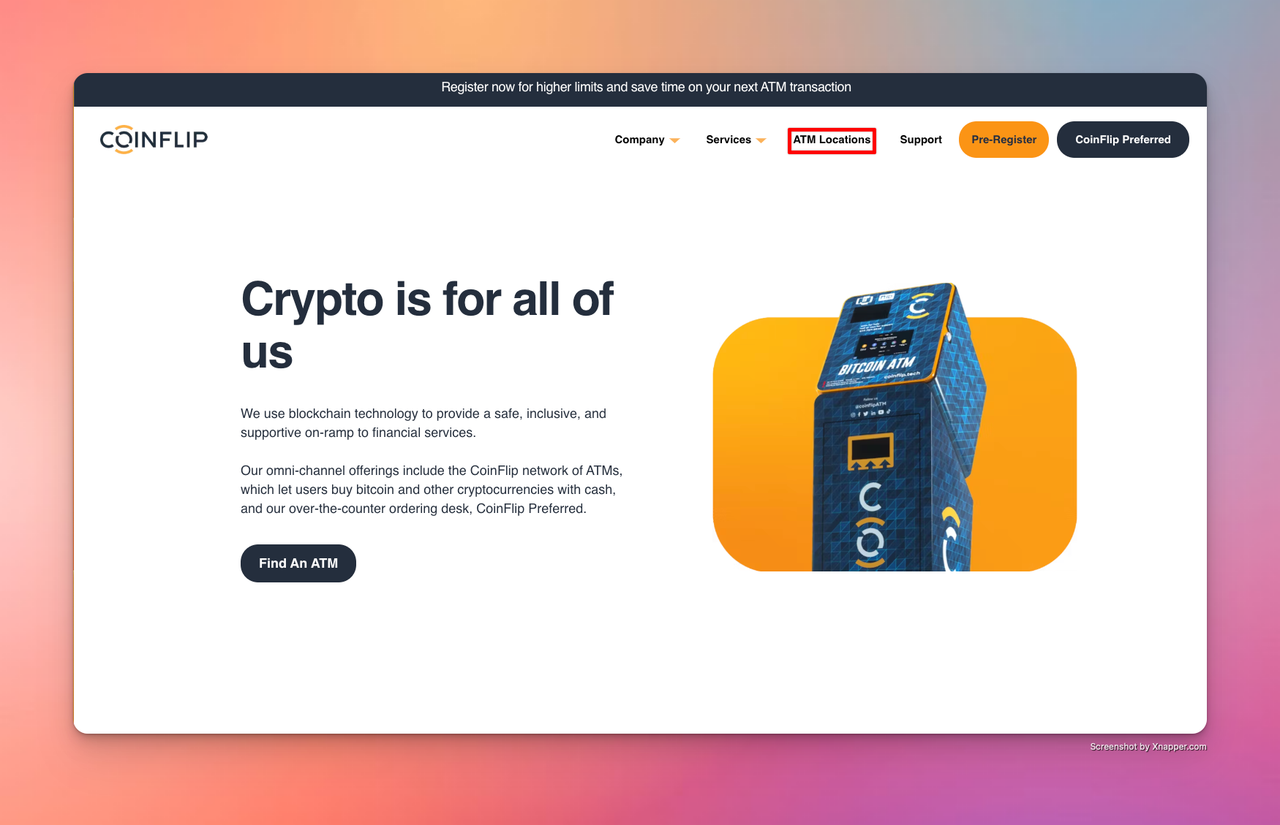 Register now for higher limits and save time on your next ATM transaction
COINFLIP
Company
Services
ATM Locations
Support
Pre-Register
CoinFlip Preferred
Crypto is for all of
us
We use blockchain technology to provide a safe, inclusive, and
supportive on-ramp to financial services.
Our omni-channel offerings include the CoinFlip network of ATMs,
which let users buy bitcoin and other cryptocurrencies with cash,
and our over-the-counter ordering desk, CoinFlip Preferred.
Find An ATM
BITCOIN ATM
coinflip.tech
Follow us
@coinflipATM
CO
Screenshot by Xnapper.com